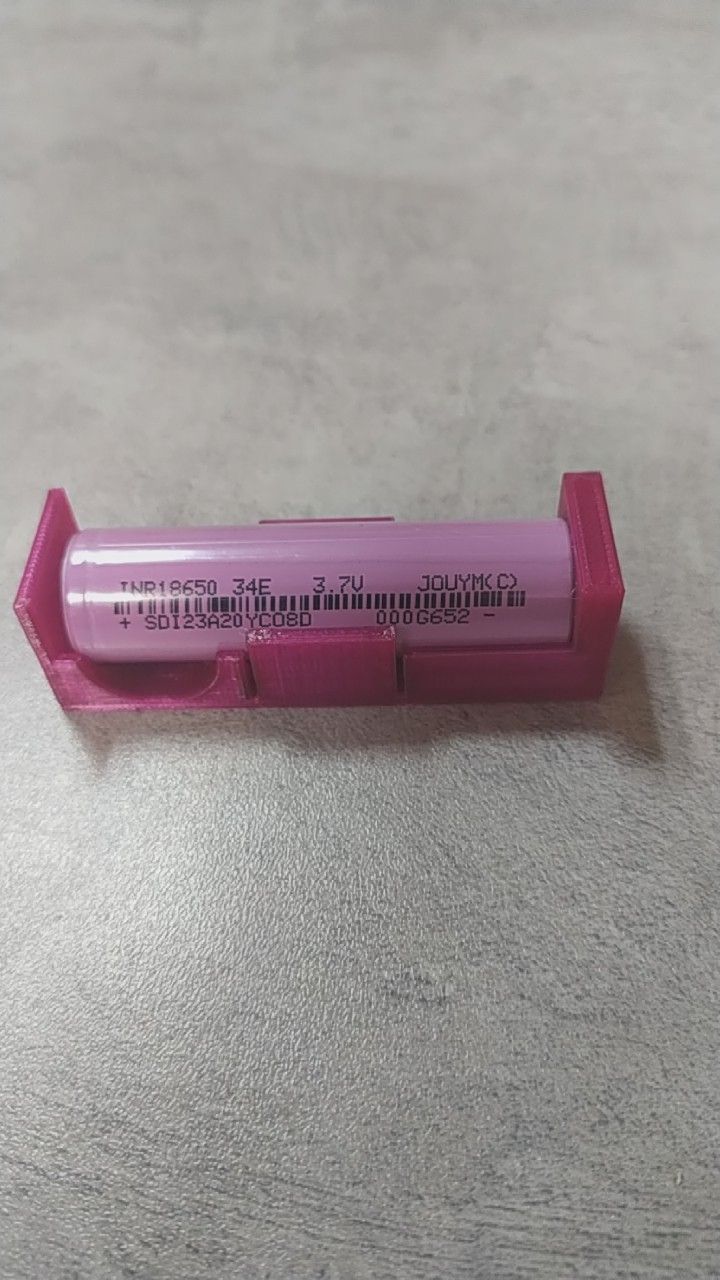 INR18650 34E 3.7V JOUYM(C)
+ SDI23A20YC08D 000G652 -